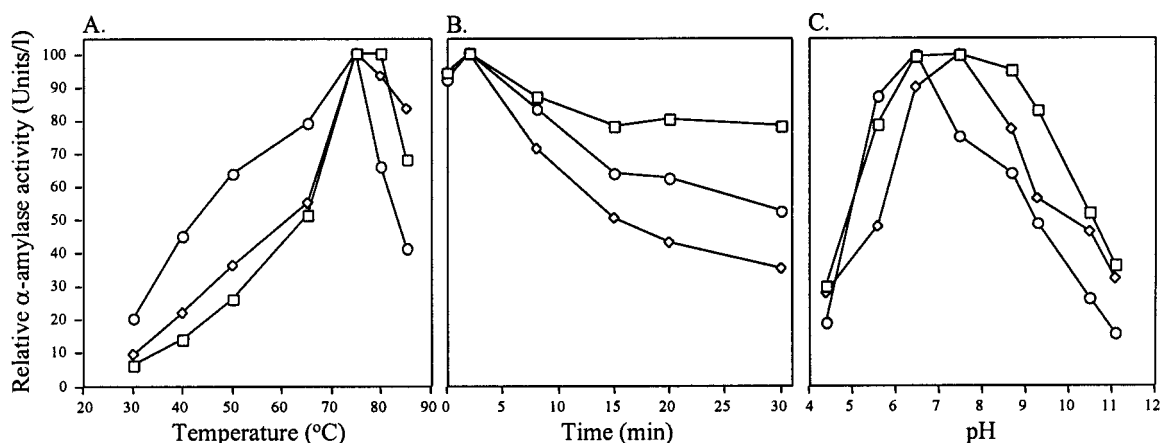 A.
B.
C.
Relative α-amylase activity (Units/l)
100
90
80
70
60
50
40
30
20
10
0
20 30 40 50 60 70 80 90
0 5 10 15 20 25 30
4 5 6 7 8 9 10 11 12
Temperature (°C)
Time (min)
pH